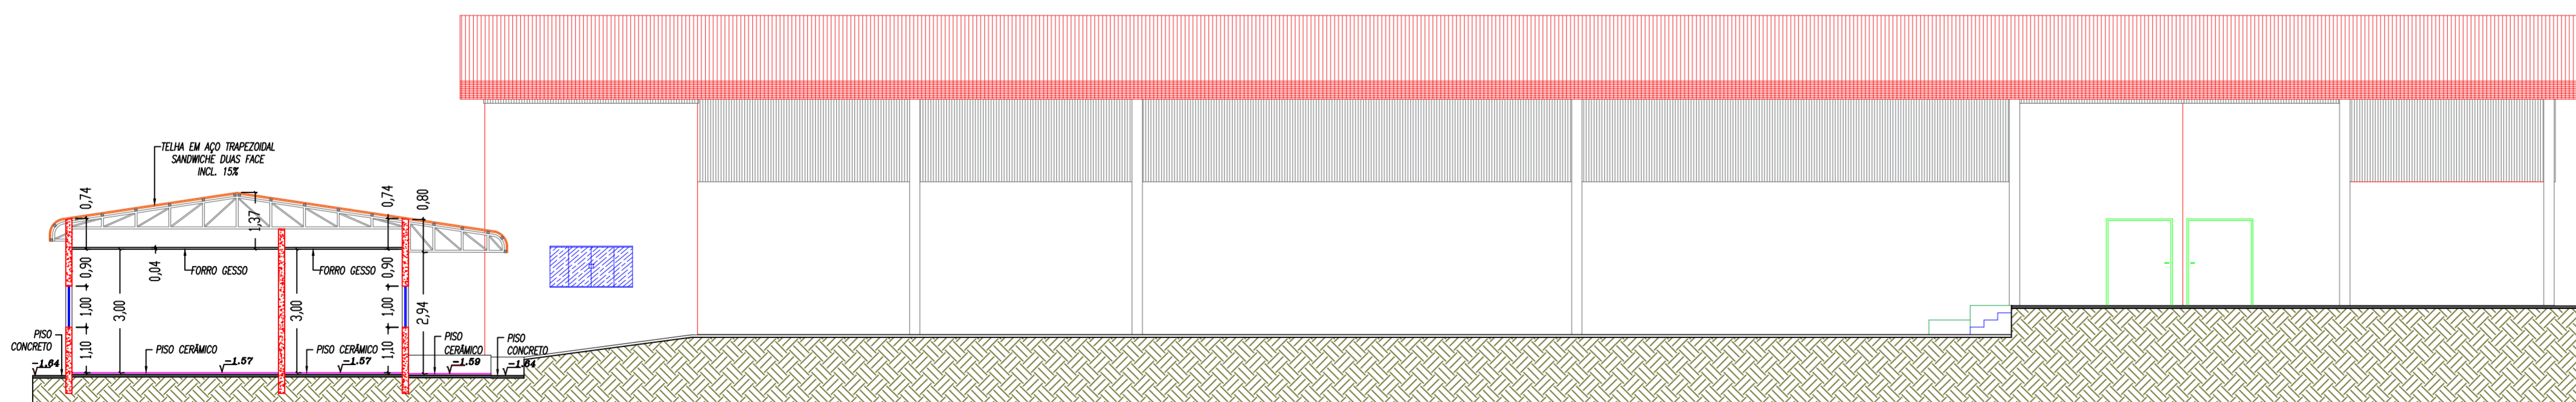 TELHA EM AÇO TRAPEZOIDAL
SANDWICHE DUAS FACE
INCL. 15%
0,74
1,37
0,74
0,80
0,90
0,04
FORRO GESSO
FORRO GESSO
0,90
1,00
3,00
3,00
1,00
2,94
PISO
CONCRETO
-1.64
1,10
PISO CERÂMICO
-1.57
PISO CERÂMICO
-1.57
1,10
PISO
CERÂMICO
-1.59
PISO
CONCRETO
-1.64